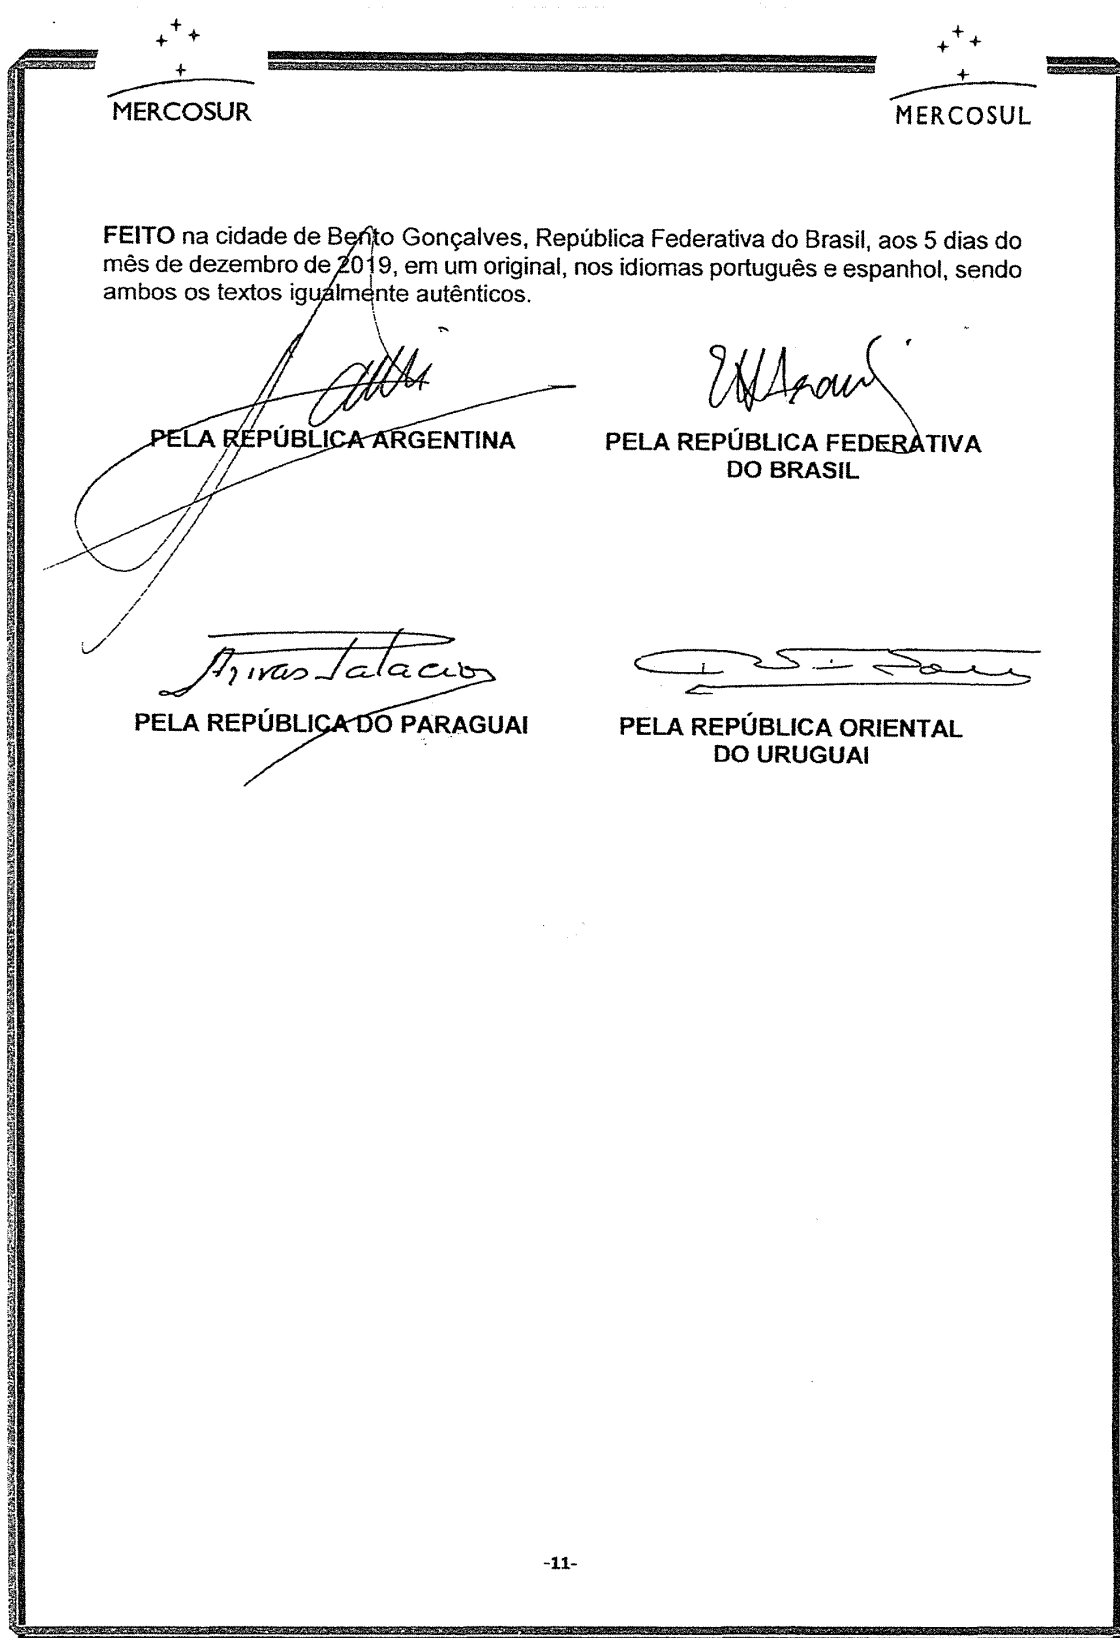 MERCOSUR
MERCOSUL
FEITO na cidade de Bento Gonçalves, República Federativa do Brasil, aos 5 dias do
mês de dezembro de 2019, em um original, nos idiomas português e espanhol, sendo
ambos os textos igualmente autênticos.
PELA REPÚBLICA ARGENTINA
PELA REPÚBLICA FEDERATIVA
DO BRASIL
PELA REPÚBLICA DO PARAGUAI
PELA REPÚBLICA ORIENTAL
DO URUGUAI
-11-